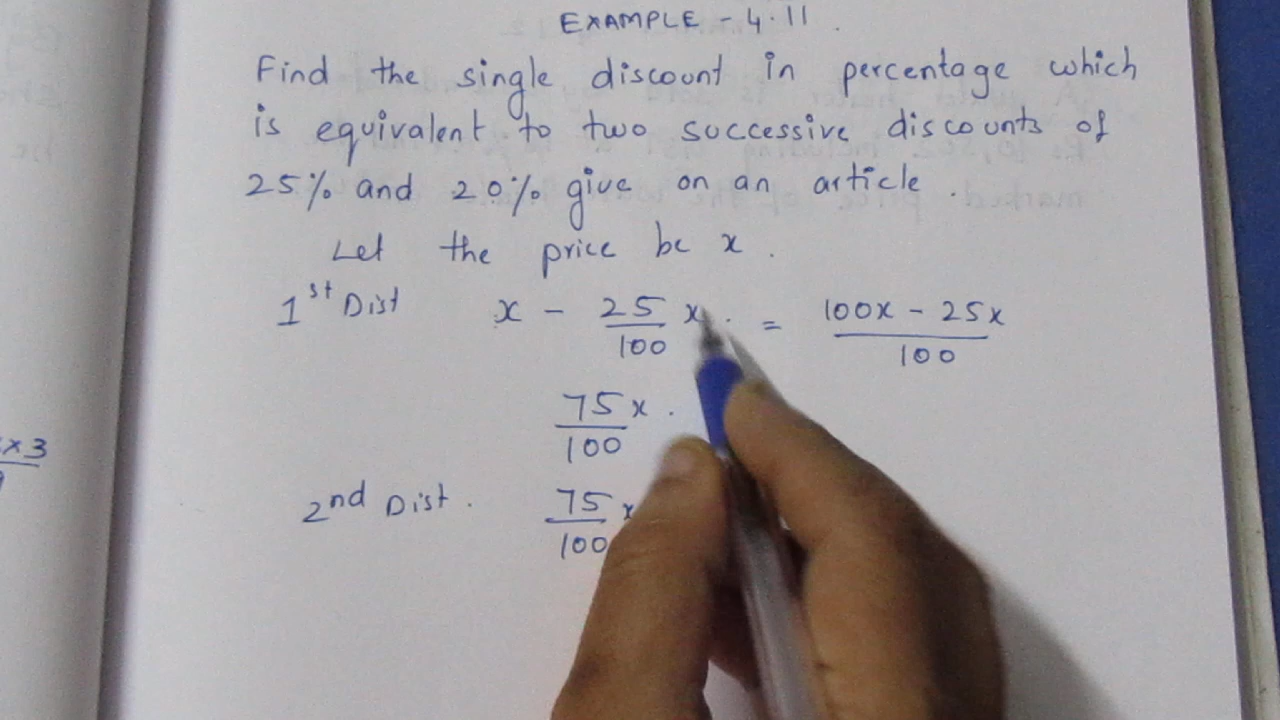 EXAMPLE - 4.11.
Find the single discount in percentage which
is equivalent to two successive discounts of
25% and 20% give on an article.
Let the price be x.
1st Dist x - 25/100 x. = 100x - 25x/100
75x/100.
2nd Dist. 75/100 x
x3